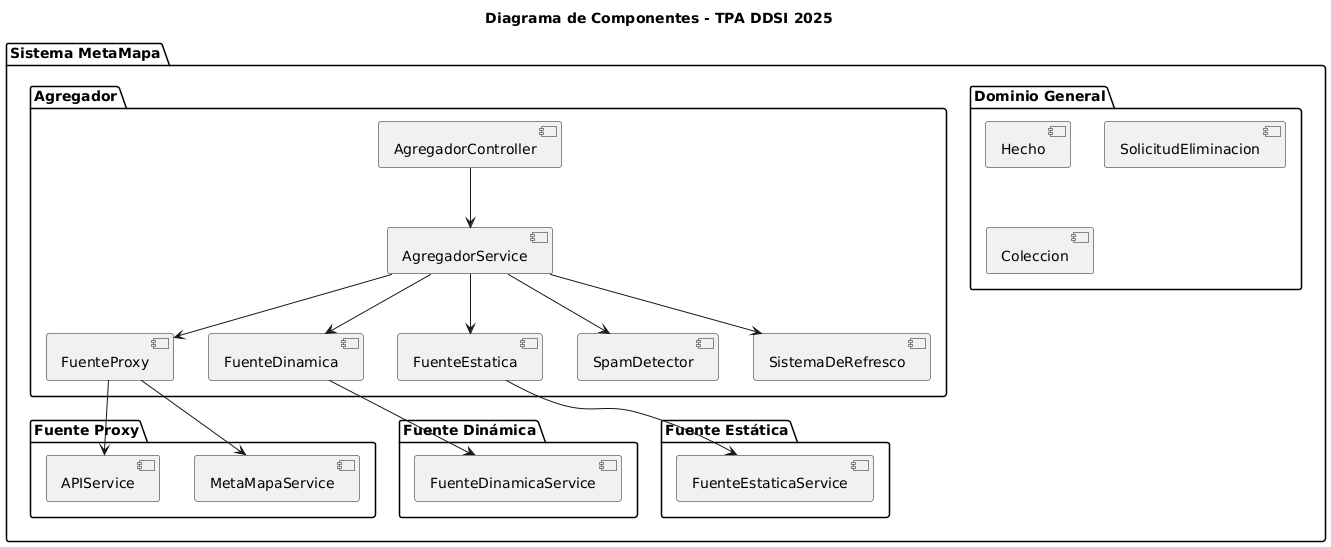 Diagrama de Componentes - TPA DDSI 2025
Sistema MetaMapa
Agregador
Dominio General
AgregadorController
Hecho
SolicitudEliminacion
AgregadorService
Coleccion
FuenteProxy
FuenteDinamica
FuenteEstatica
SpamDetector
SistemaDeRefresco
Fuente Proxy
Fuente Dinámica
Fuente Estática
APIService
MetaMapaService
FuenteDinamicaService
FuenteEstaticaService